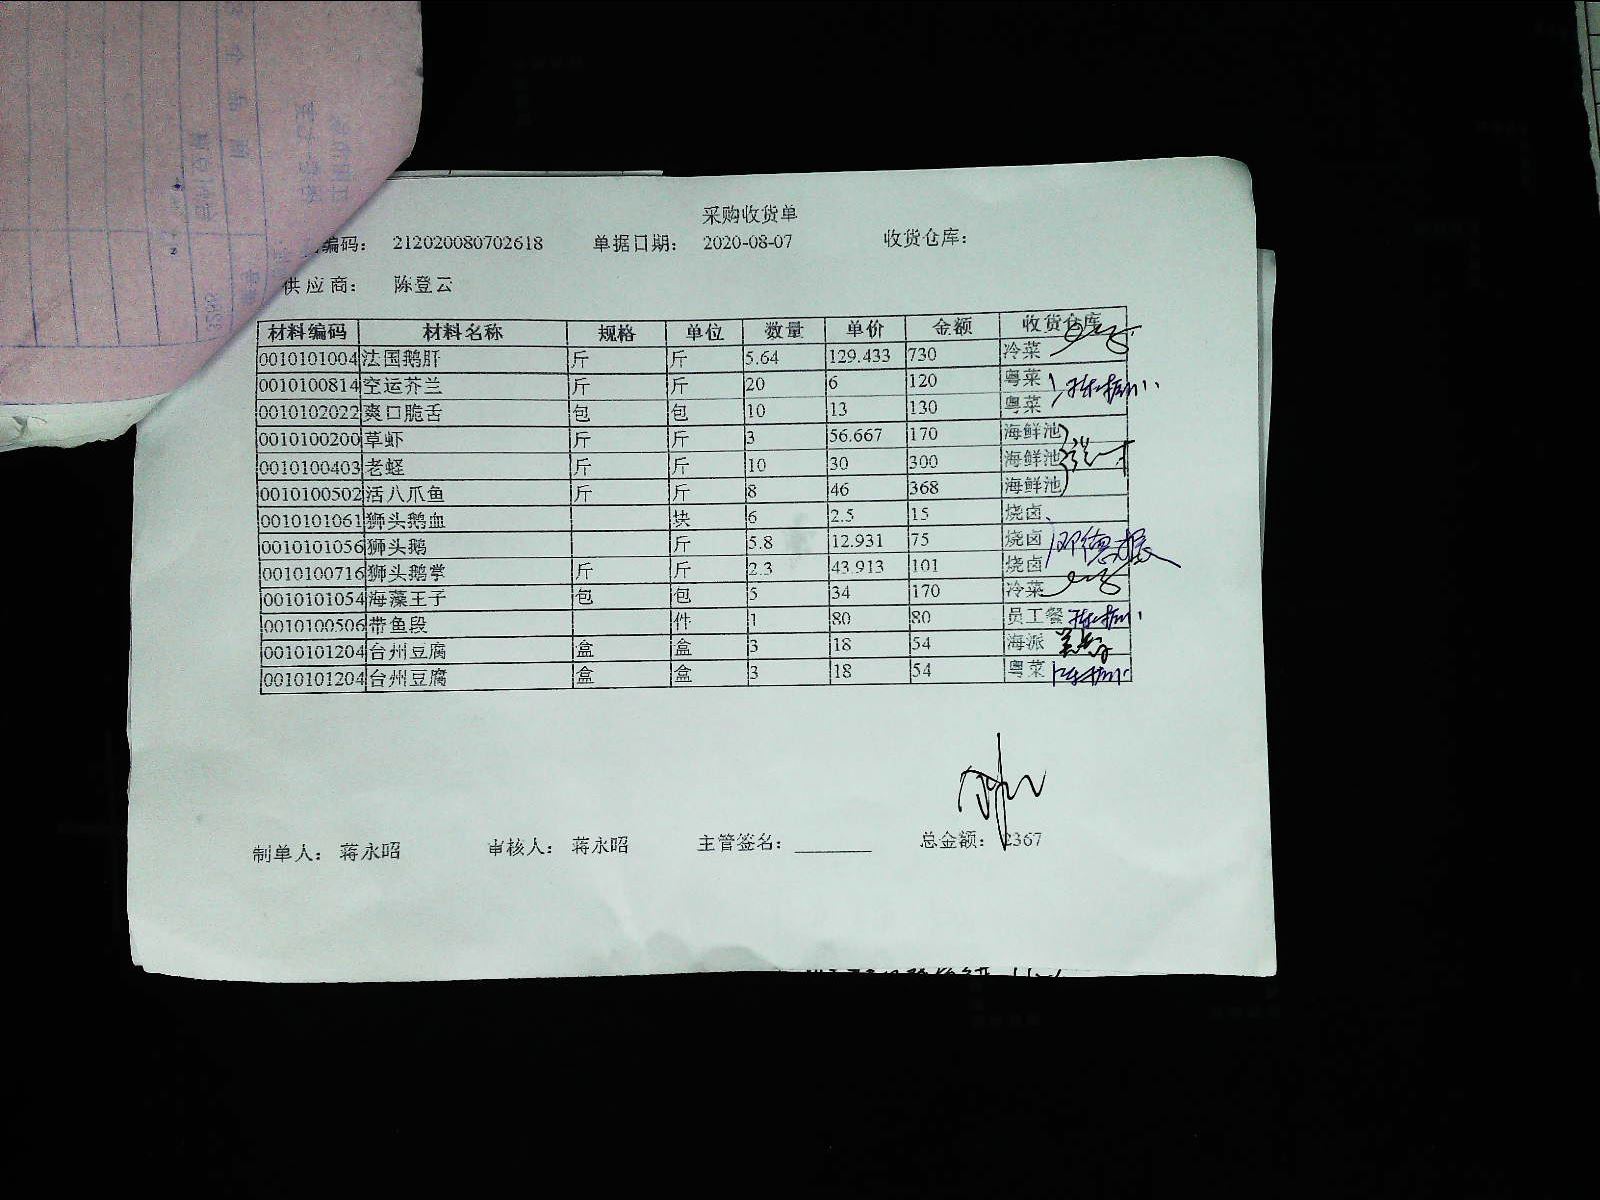 采购收货单
编码： 212020080702618 单据日期： 2020-08-07 收货仓库：
供应商： 陈登云
材料编码 材料名称 规格 单位 数量 单价 金额 收货仓库
0010101004 法国鹅肝 斤 斤 5.64 129.433 730 冷菜
0010100814 空运芥兰 斤 斤 20 6 120 粤菜
0010102022 爽口脆舌 包 包 10 13 130 粤菜
0010100200 草虾 斤 斤 3 56.667 170 海鲜池
0010100403 老蛏 斤 斤 10 30 300 海鲜池
0010100502 活八爪鱼 斤 斤 8 46 368 海鲜池
0010101061 狮头鹅血 块 6 2.5 15 烧卤
0010101056 狮头鹅 斤 5.8 12.931 75 烧卤 邓德振
0010100716 狮头鹅掌 斤 斤 2.3 43.913 101 烧卤
0010101054 海藻王子 包 包 5 34 170 冷菜
0010100506 带鱼段 件 1 80 80 员工餐
0010101204 台州豆腐 盒 盒 3 18 54 海派
0010101204 台州豆腐 盒 盒 3 18 54 粤菜
制单人： 蒋永昭 审核人： 蒋永昭 主管签名： 总金额： 2367